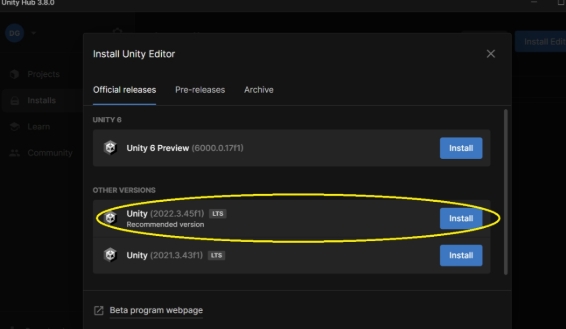 Unity Hub 3.8.0
DG
Install Unity Editor
Install Edit
Official releases Pre-releases Archive
Projects
UNITY 6
Installs
Unity 6 Preview (6000.0.17f1) Install
Learn
Community
OTHER VERSIONS
Unity (2022.3.45f1) LTS Install
Recommended version
Unity (2021.3.43f1) LTS Install
Beta program webpage